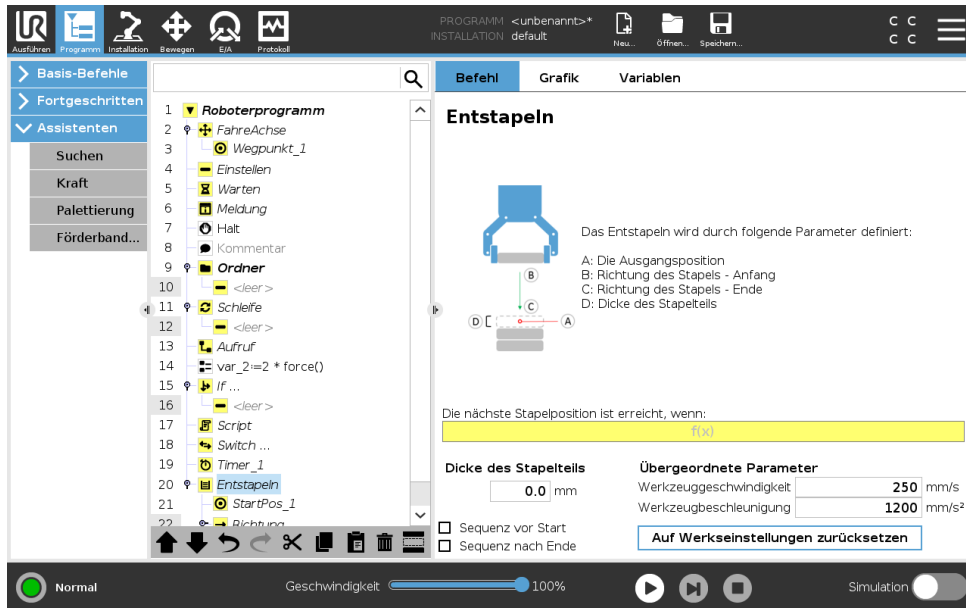 PROGRAMM <unbenannt>*
INSTALLATION default
C C
C C
Ausführen Programm Installation Bewegen E/A Protokoll Neu... Öffnen... Speichern...
Basis-Befehle
Fortgeschritten
Assistenten
Suchen
Kraft
Palettierung
Förderband...
1 Roboterprogramm
2 FahreAchse
3 Wegpunkt_1
4 Einstellen
5 Warten
6 Meldung
7 Halt
8 Kommentar
9 Ordner
10 <leer>
11 Schleife
12 <leer>
13 Aufruf
14 var_2:=2 * force()
15 If ...
16 <leer>
17 Script
18 Switch ...
19 Timer_1
20 Entstapeln
21 StartPos_1
22 Richtung
Befehl Grafik Variablen
Entstapeln
Das Entstapeln wird durch folgende Parameter definiert:
A: Die Ausgangsposition
B: Richtung des Stapels - Anfang
C: Richtung des Stapels - Ende
D: Dicke des Stapelteils
B
C
D
A
Die nächste Stapelposition ist erreicht, wenn:
f(x)
Dicke des Stapelteils
0.0 mm
Sequenz vor Start
Sequenz nach Ende
Übergeordnete Parameter
Werkzeuggeschwindigkeit 250 mm/s
Werkzeugbeschleunigung 1200 mm/s²
Auf Werkseinstellungen zurücksetzen
Normal
Geschwindigkeit 100%
Simulation